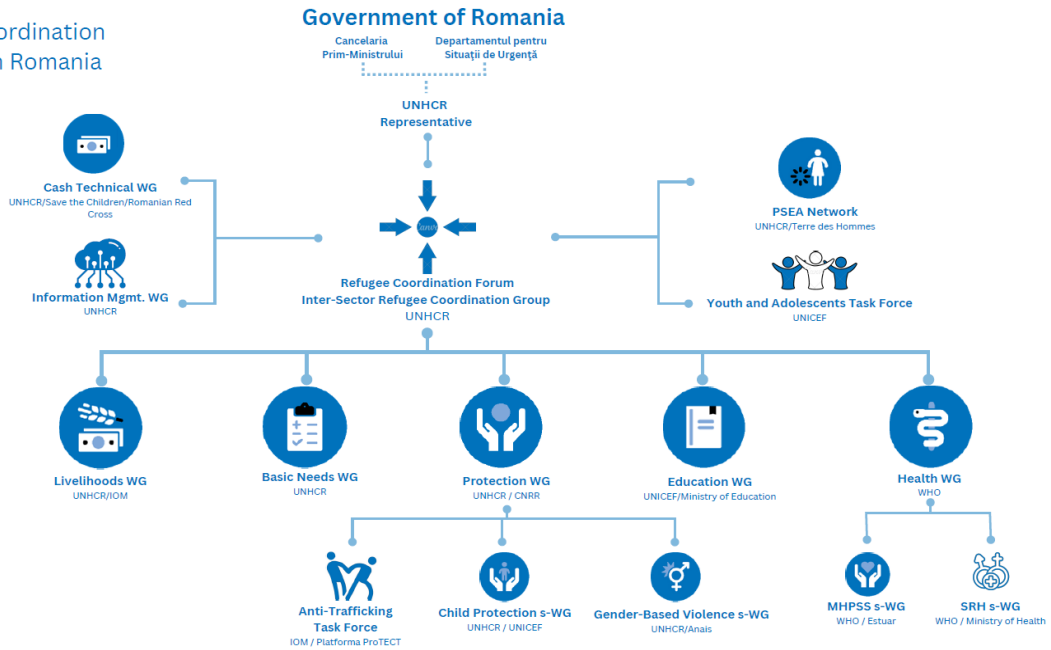 ordination
Romania
Government of Romania
Cancelaria
Prim-Ministrului
Departamentul pentru
Situații de Urgență
UNHCR
Representative
Cash Technical WG
UNHCR/Save the Children/Romanian Red
Cross
Information Mgmt. WG
UNHCR
PSEA Network
UNHCR/Terre des Hommes
Youth and Adolescents Task Force
UNICEF
Refugee Coordination Forum
Inter-Sector Refugee Coordination Group
UNHCR
Livelihoods WG
UNHCR/IOM
Basic Needs WG
UNHCR
Protection WG
UNHCR / CNRR
Education WG
UNICEF/Ministry of Education
Health WG
WHO
Anti-Trafficking
Task Force
IOM / Platforma ProTECT
Child Protection s-WG
UNHCR / UNICEF
Gender-Based Violence s-WG
UNHCR/Anais
MHPSS s-WG
WHO / Estuar
SRH s-WG
WHO / Ministry of Health